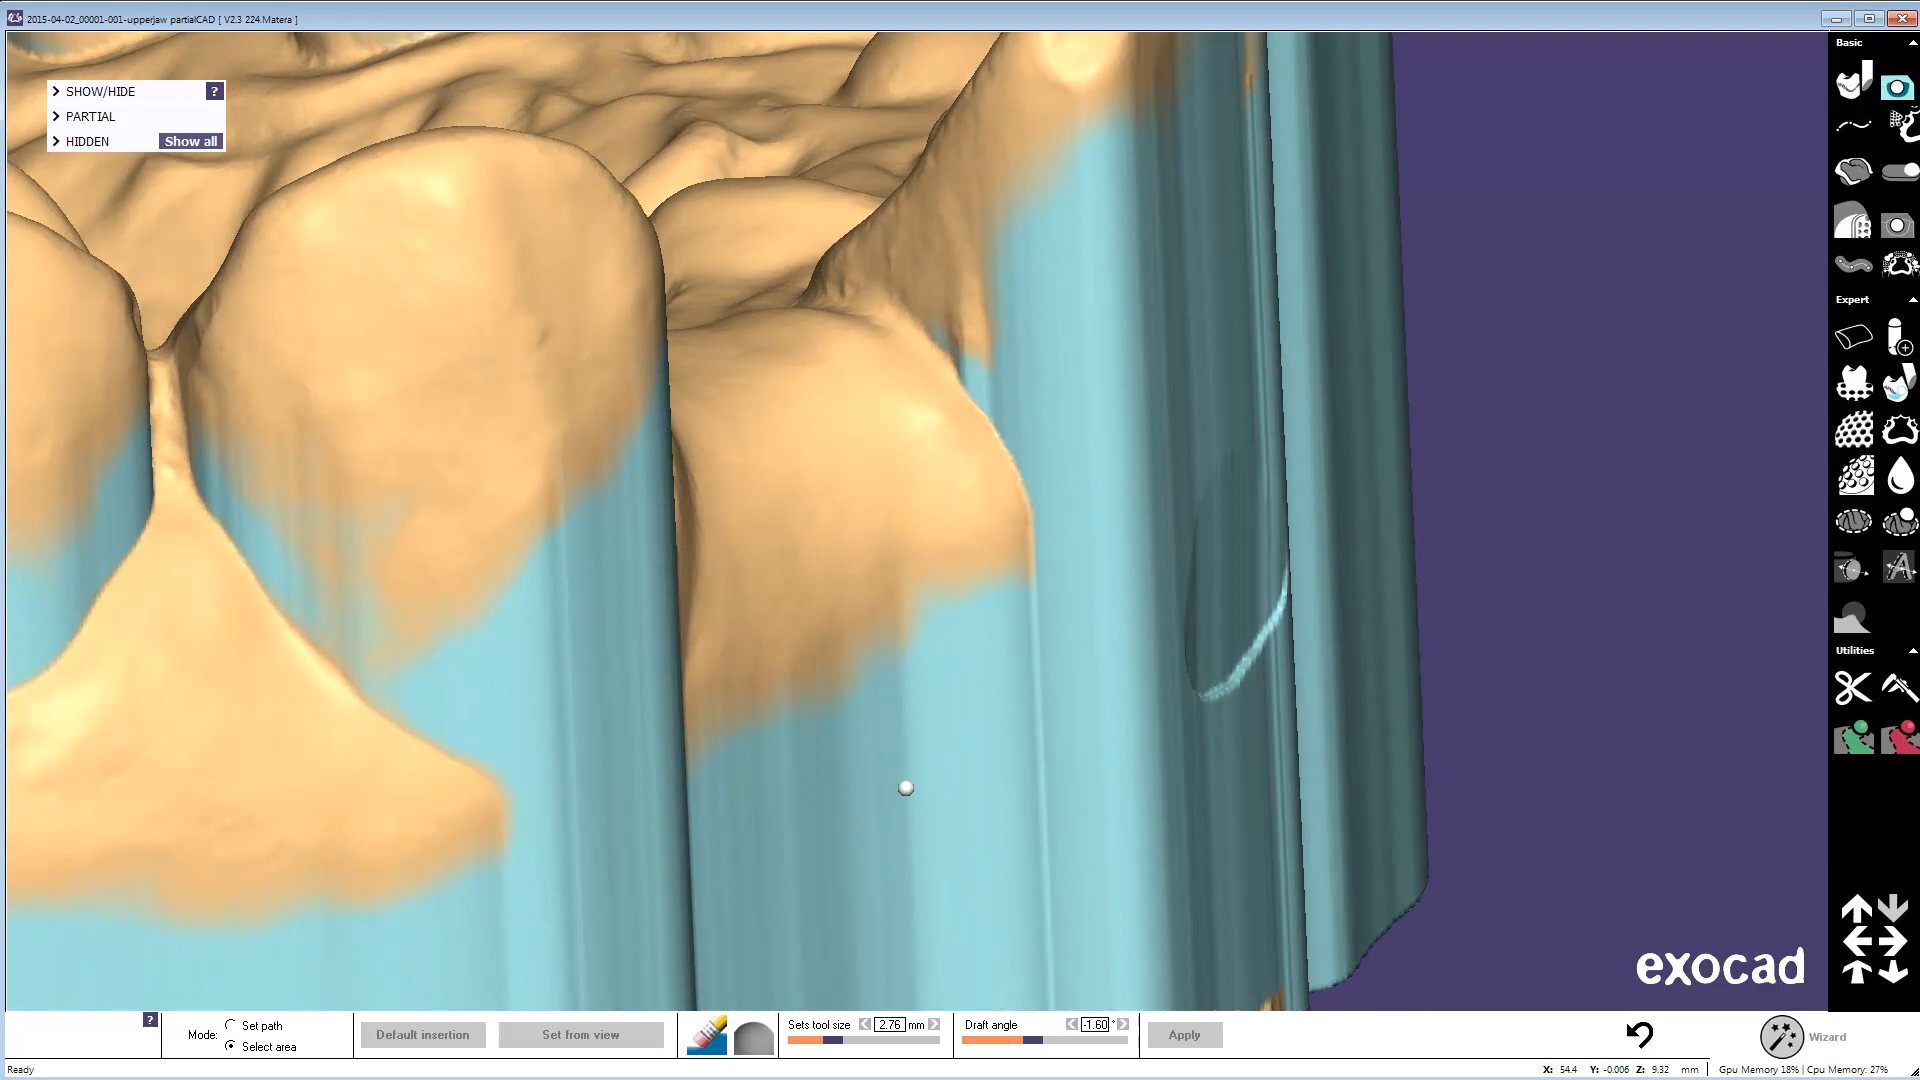 2015-04-02_00001-001-upperjaw partialCAD [ V2.3 224.Matera ]
SHOW/HIDE ?
PARTIAL
HIDDEN Show all
Basic
Expert
A
Utilities
exocad
?
Mode:
Set path
Select area
Default insertion
Set from view
Sets tool size 2.76 mm
Draft angle -1.60 °
Apply
Wizard
Ready
X: 54.4 Y: -0.006 Z: 9.32 mm
Gpu Memory 18% | Cpu Memory: 27%